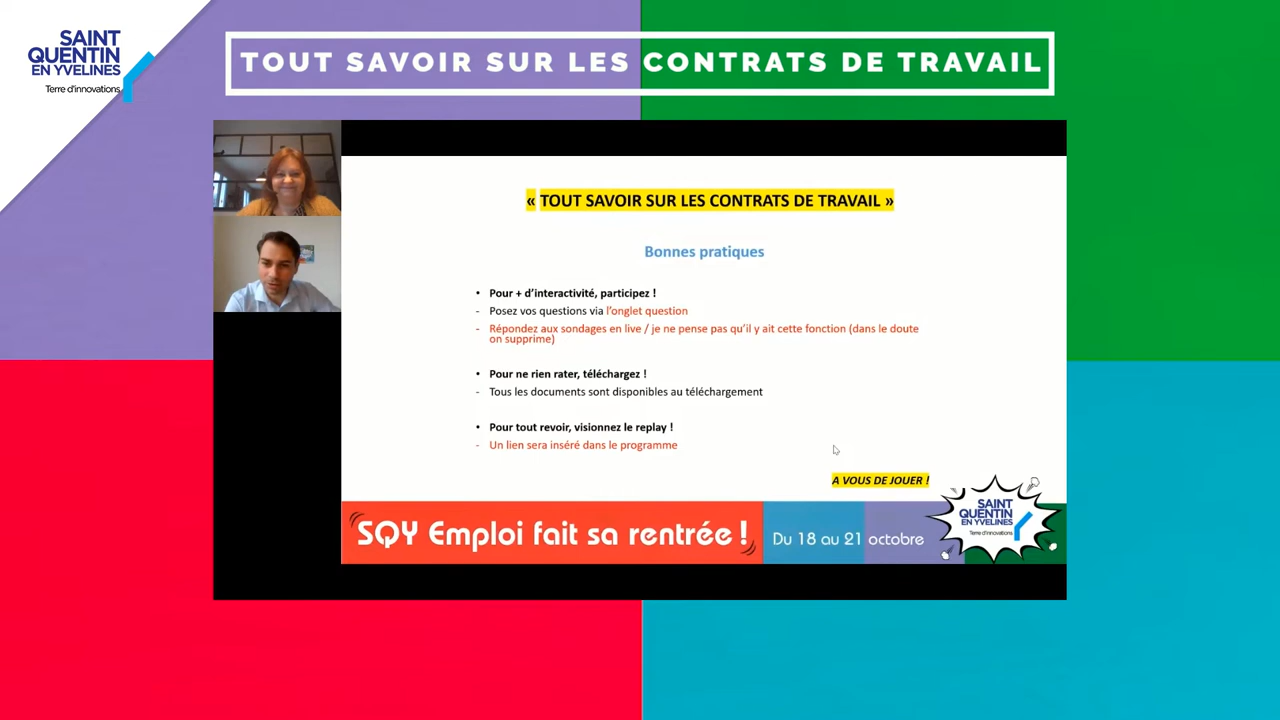 SAINT
QUENTIN
EN YVELINES
Terre d'innovations
TOUT SAVOIR SUR LES CONTRATS DE TRAVAIL
« TOUT SAVOIR SUR LES CONTRATS DE TRAVAIL »
Bonnes pratiques
• Pour + d'interactivité, participez !
- Posez vos questions via l'onglet question
- Répondez aux sondages en live / je ne pense pas qu'il y ait cette fonction (dans le doute
on supprime)
• Pour ne rien rater, téléchargez !
- Tous les documents sont disponibles au téléchargement
• Pour tout revoir, visionnez le replay !
- Un lien sera inséré dans le programme
A VOUS DE JOUER !
SQY Emploi fait sa rentrée !
Du 18 au 21 octobre
SAINT
QUENTIN
EN YVELINES
Terre d'innovations